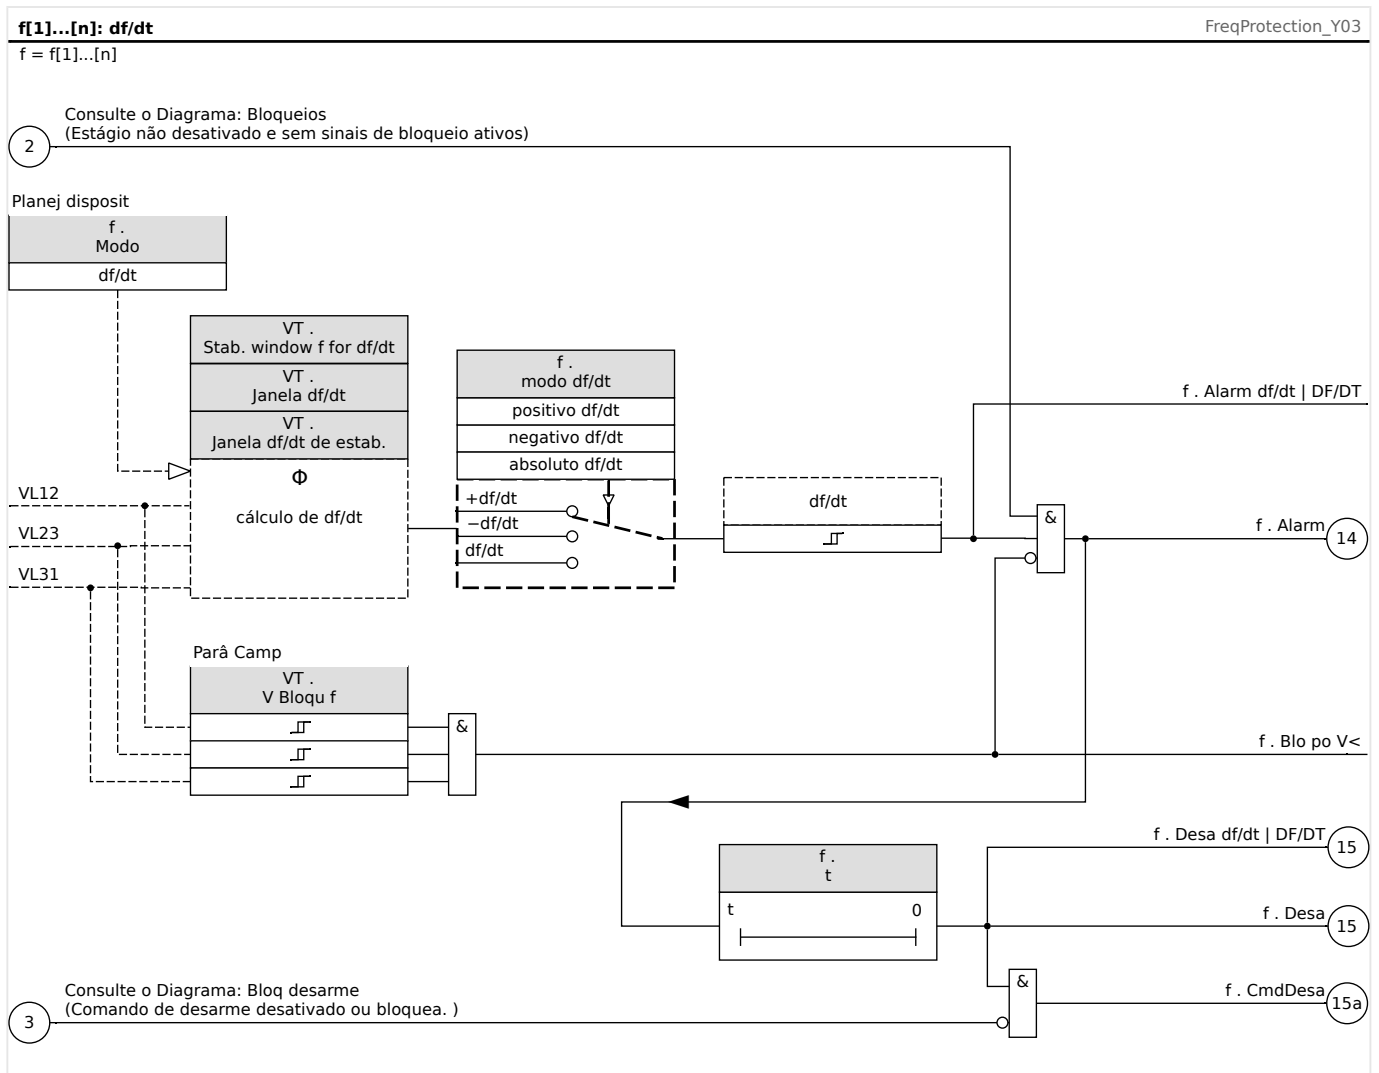 f[1]...[n]: df/dt
FreqProtection_Y03
f = f[1]...[n]
Consulte o Diagrama: Bloqueios
(Estágio não desativado e sem sinais de bloqueio ativos)
2
Planej disposit
f .
Modo
df/dt
VT .
Stab. window f for df/dt
VT .
Janela df/dt
VT .
Janela df/dt de estab.
Φ
cálculo de df/dt
VL12
VL23
VL31
f .
modo df/dt
positivo df/dt
negativo df/dt
absoluto df/dt
+df/dt
−df/dt
df/dt
df/dt
&
f . Alarm df/dt | DF/DT
f . Alarm
14
Parâ Camp
VT .
V Bloqu f
&
f . Blo po V<
f .
t
t
0
f . Desa df/dt | DF/DT
15
f . Desa
15
&
f . CmdDesa
15a
Consulte o Diagrama: Bloq desarme
(Comando de desarme desativado ou bloquea. )
3